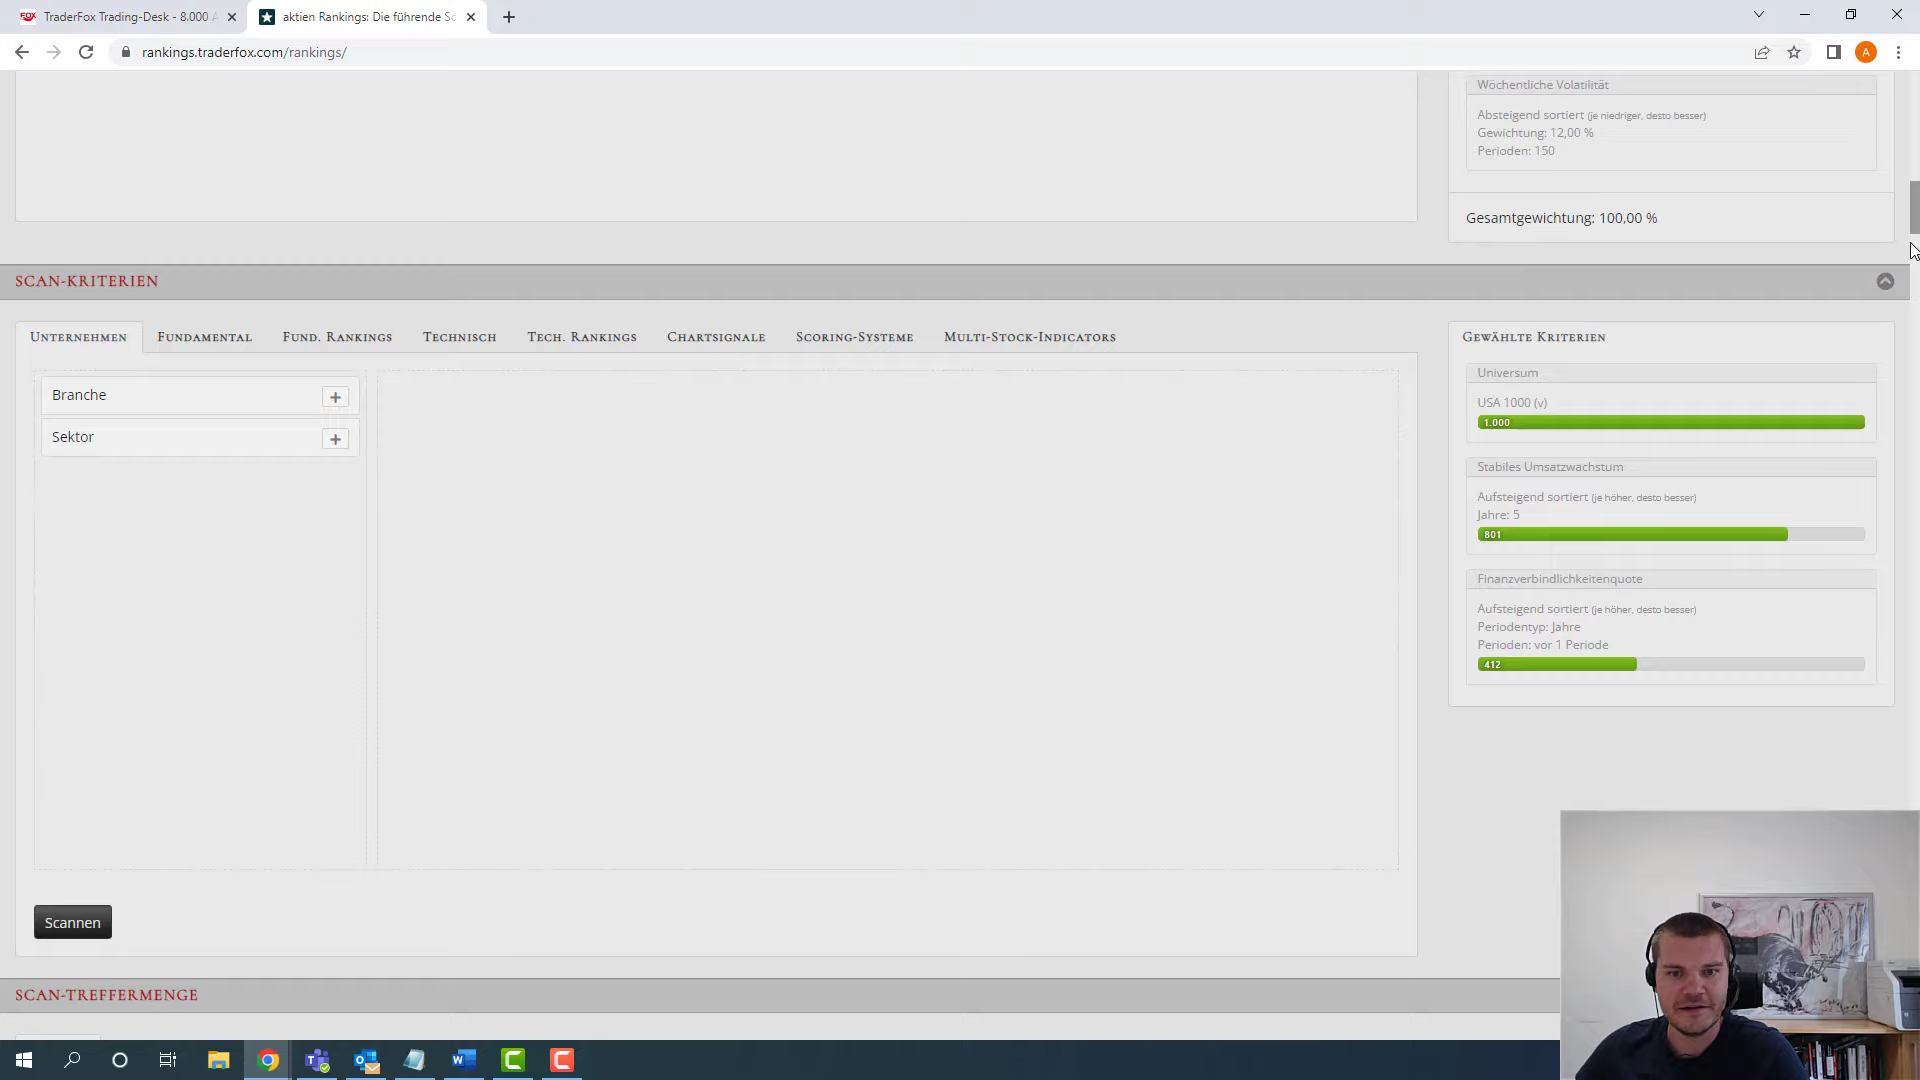 TraderFox Trading-Desk - 8.000
aktien Rankings: Die führende Sc
rankings.traderfox.com/rankings/
A
Wöchentliche Volatilität
Absteigend sortiert (je niedriger, desto besser)
Gewichtung: 12,00 %
Perioden: 150
Gesamtgewichtung: 100,00 %
SCAN-KRITERIEN
Unternehmen
Fundamental
Fund. Rankings
Technisch
Tech. Rankings
Chartsignale
Scoring-Systeme
Multi-Stock-Indicators
Branche
Sektor
Scannen
Gewählte Kriterien
Universum
USA 1000 (v)
1.000
Stabiles Umsatzwachstum
Aufsteigend sortiert (je höher, desto besser)
Jahre: 5
801
Finanzverbindlichkeitenquote
Aufsteigend sortiert (je höher, desto besser)
Periodentyp: Jahre
Perioden: vor 1 Periode
412
SCAN-TREFFERMENGE